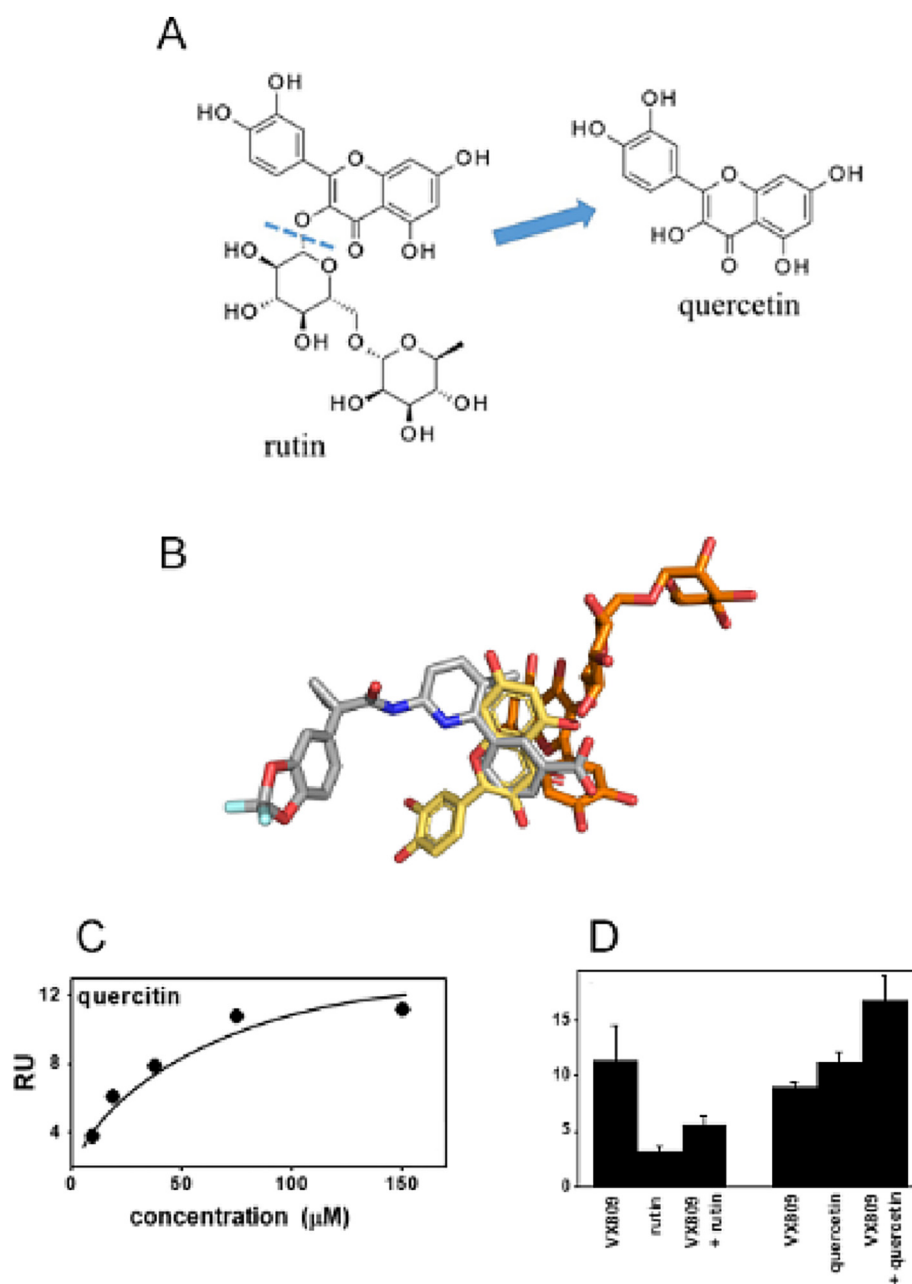 A
OH
HO
O
OH
O
O
OH
HO
O
HO
OH
O
O
HO
OH
OH
rutin
OH
HO
O
OH
OH
O
OH
quercetin
B
C
quercitin
12
8
4
RU
0
50
100
150
concentration (μM)
D
15
10
5
0
VX809
rutin
VX809
+ rutin
VX809
quercetin
VX809
+ quercetin